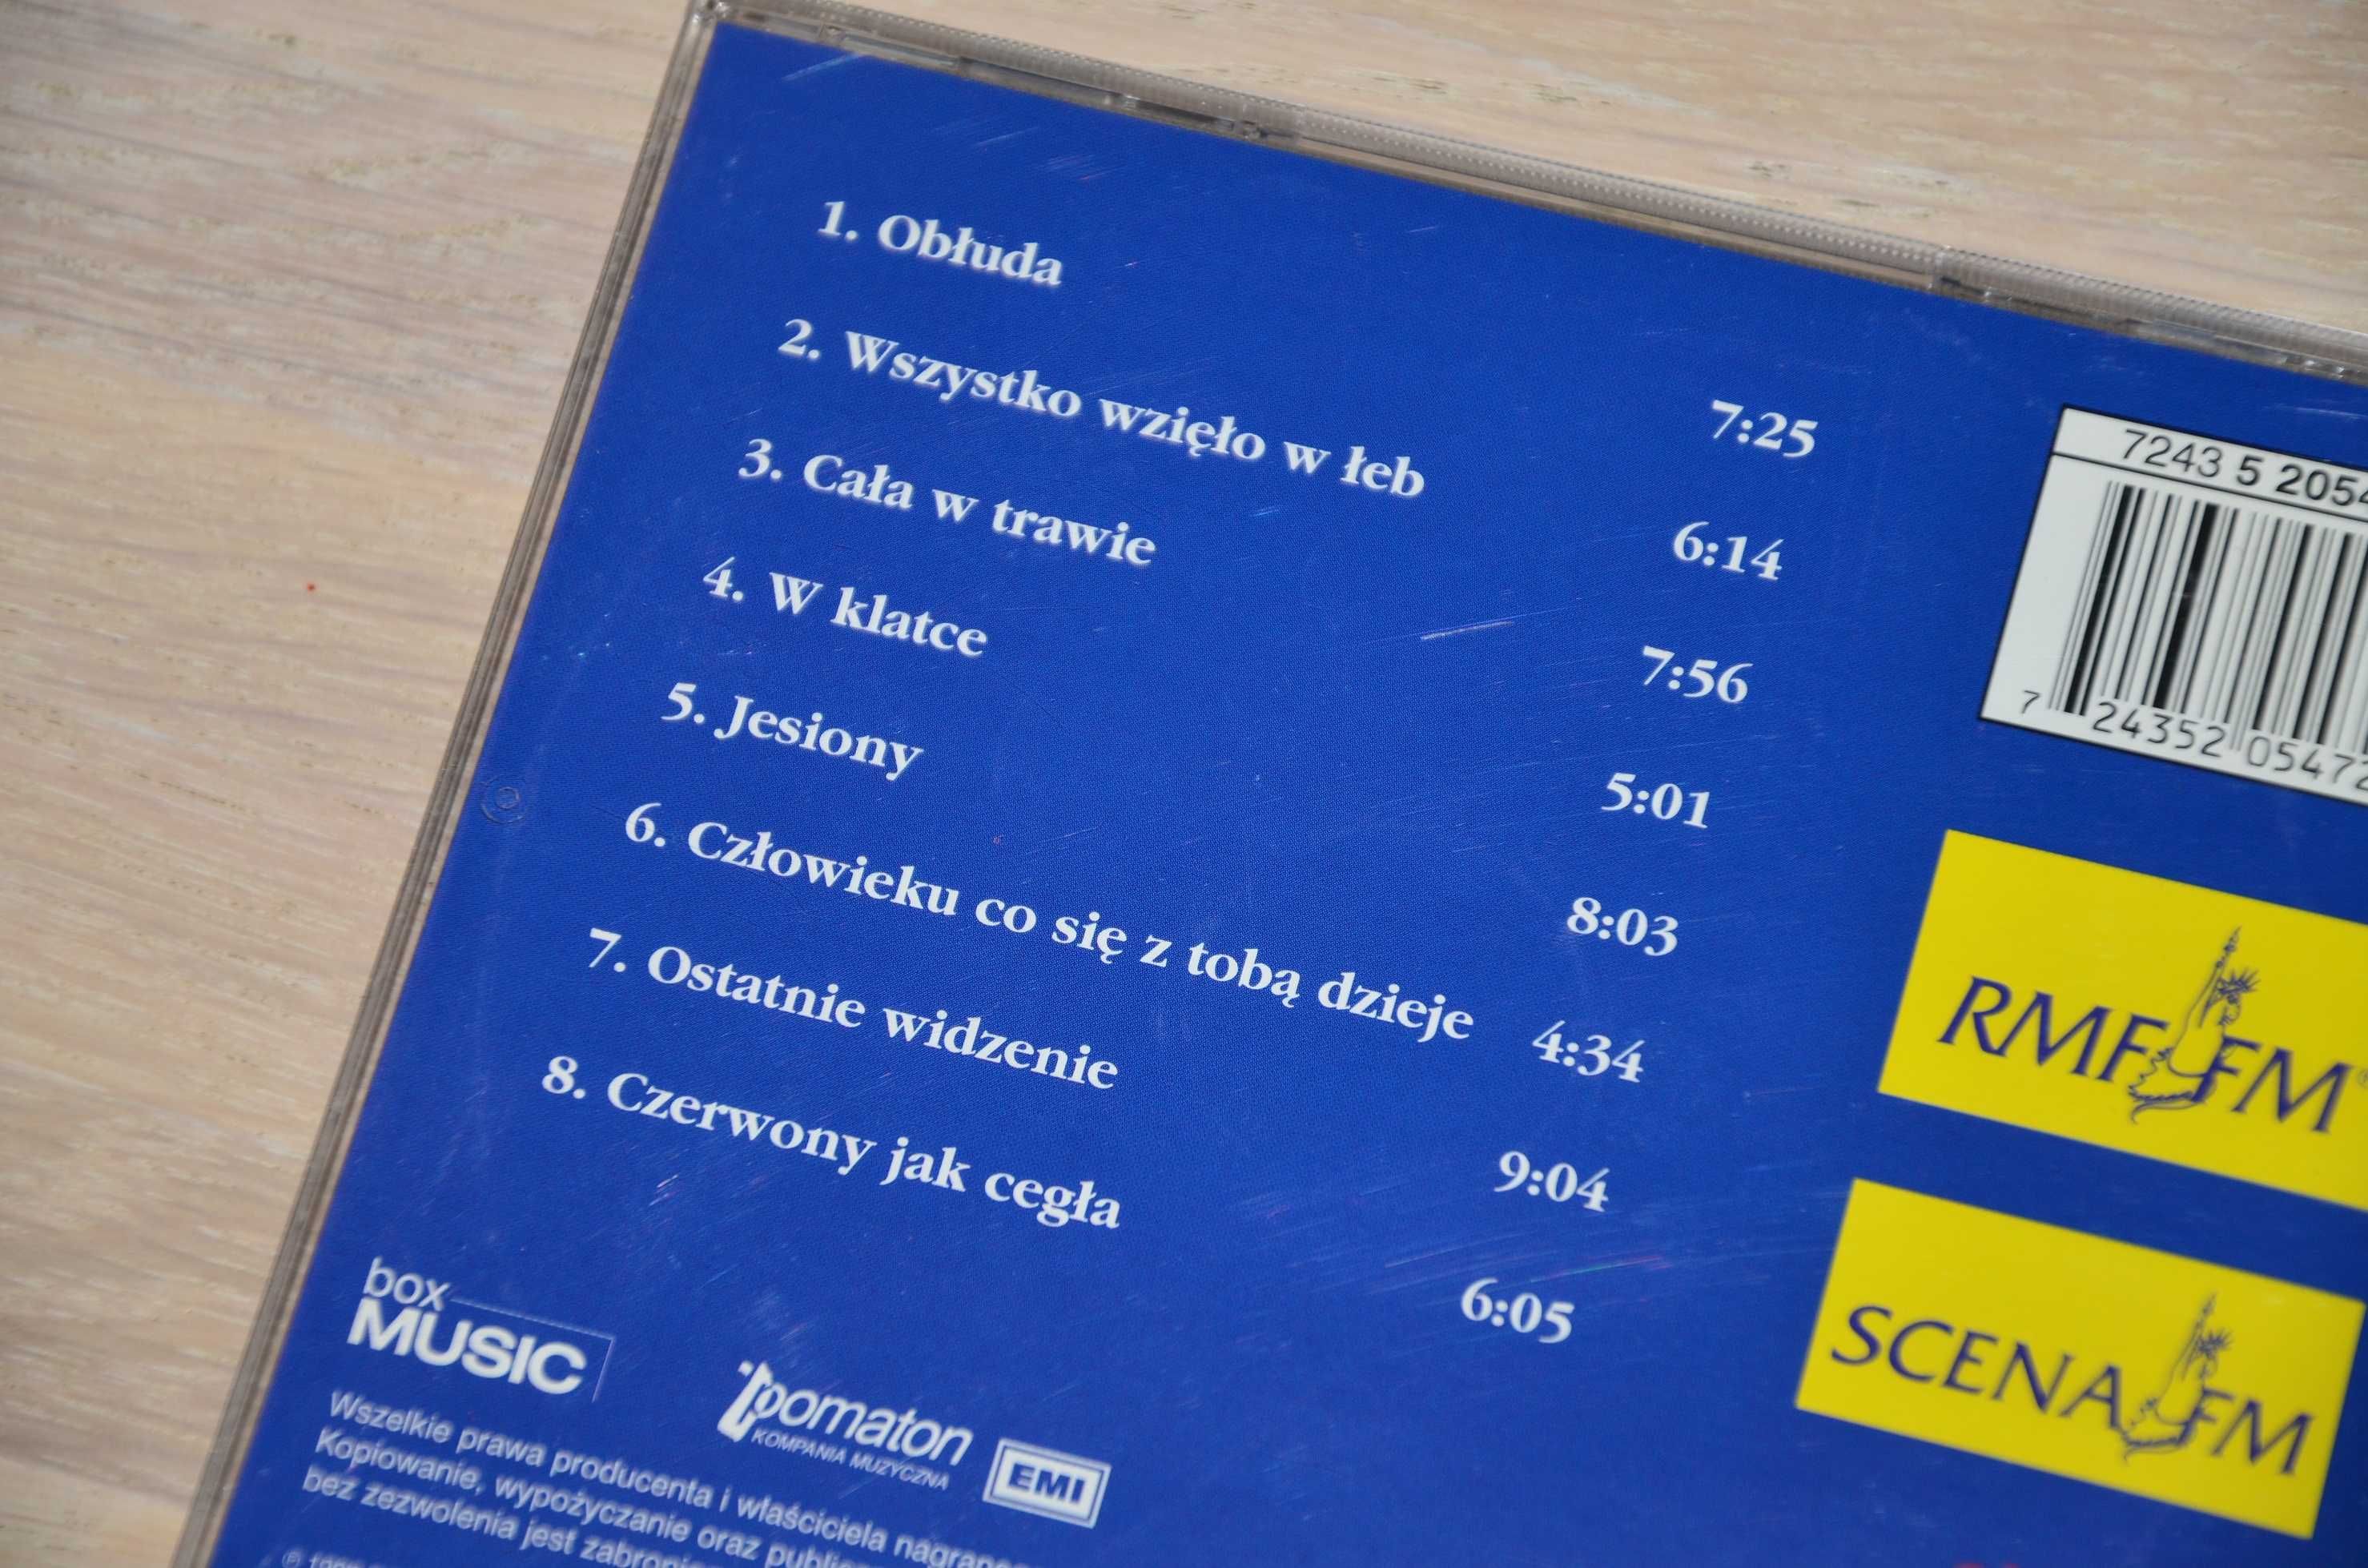 1. Obłuda 7:25
2. Wszystko wzięło w łeb 6:14
3. Cała w trawie 7:56
4. W klatce 5:01
5. Jesiony 8:03
6. Człowieku co się z tobą dzieje 4:34
7. Ostatnie widzenie 9:04
8. Czerwony jak cegła 6:05
7243 5 2054
7 24352 05472
RMF FM
SCENA FM
box
MUSIC
pomaton
KOMPANIA MUZYCZNA
EMI
Wszelkie prawa producenta i właściciela
Kopiowanie, wypożyczanie oraz
bez zezwolenia jest